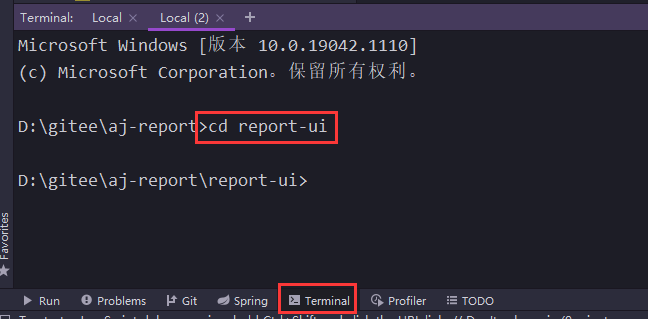 Terminal: Local × Local (2) ×
Microsoft Windows [版本 10.0.19042.1110]
(c) Microsoft Corporation。保留所有权利。
D:\gitee\aj-report>cd report-ui
D:\gitee\aj-report\report-ui>
Favorites
Run Problems Git Spring Terminal Profiler TODO